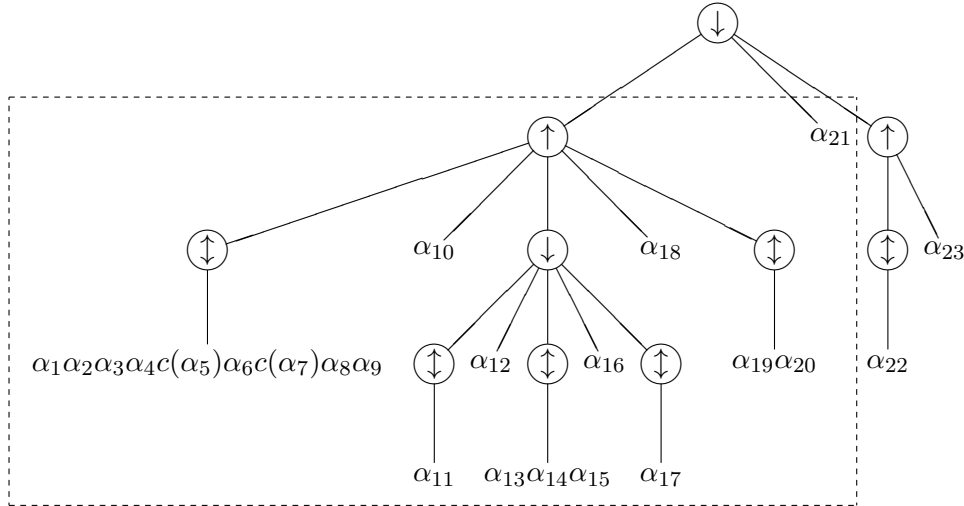 ↓
↑ α₂₁ ↑
↕ α₁₀ ↓ α₁₈ ↕ ↕ α₂₃
α₁α₂α₃α₄c(α₅)α₆c(α₇)α₈α₉ ↕ α₁₂ ↕ α₁₆ ↕ α₁₉α₂₀ α₂₂
α₁₁ α₁₃α₁₄α₁₅ α₁₇